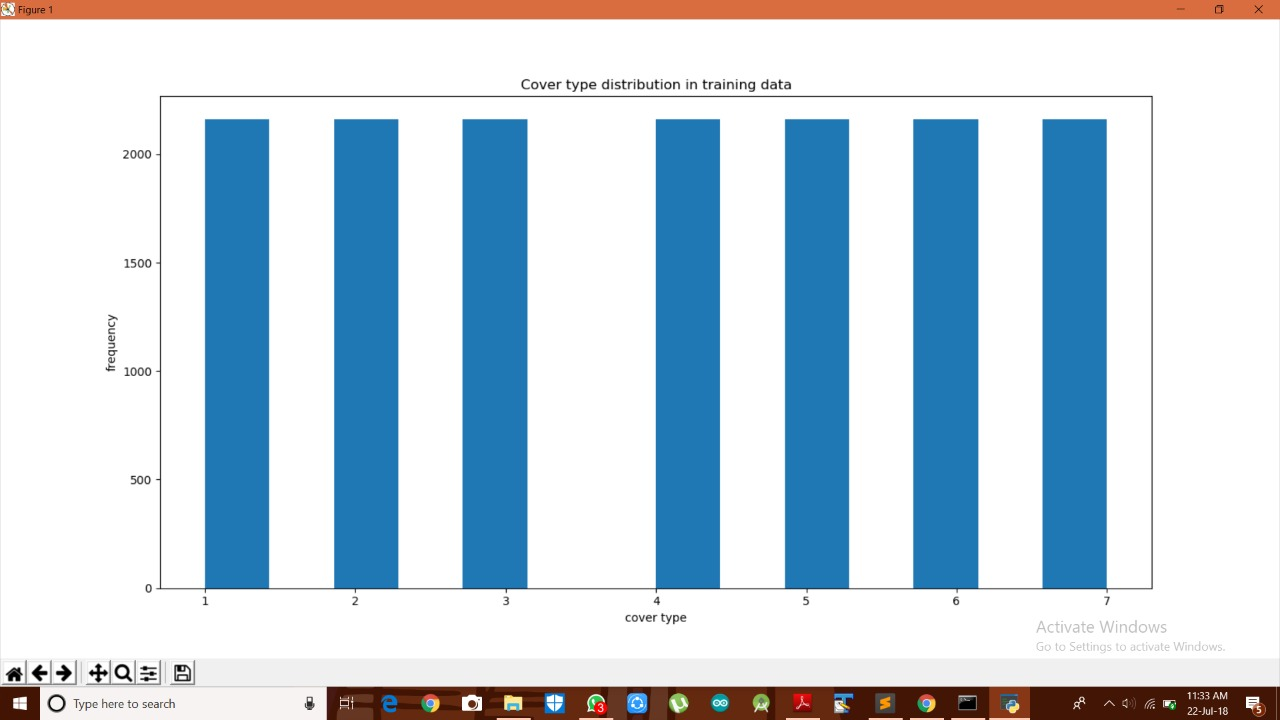 Figure 1
Cover type distribution in training data
2000
1500
1000
500
0
frequency
1 2 3 4 5 6 7
cover type
Activate Windows
Go to Settings to activate Windows.
Type here to search
3
11:33 AM
22-Jul-18
5